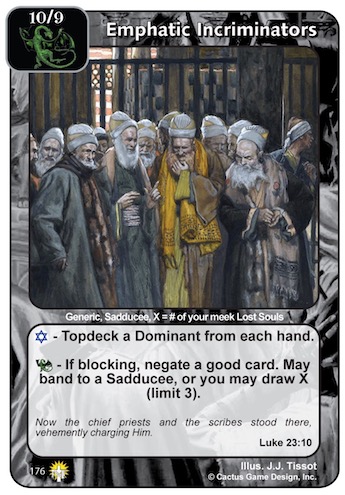 10/9
Emphatic Incriminators
Generic, Sadducee, X = # of your meek Lost Souls
- Topdeck a Dominant from each hand.
- If blocking, negate a good card. May
band to a Sadducee, or you may draw X
(limit 3).
Now the chief priests and the scribes stood there,
vehemently charging Him.
Luke 23:10
176
Illus. J.J. Tissot
© Cactus Game Design, Inc.